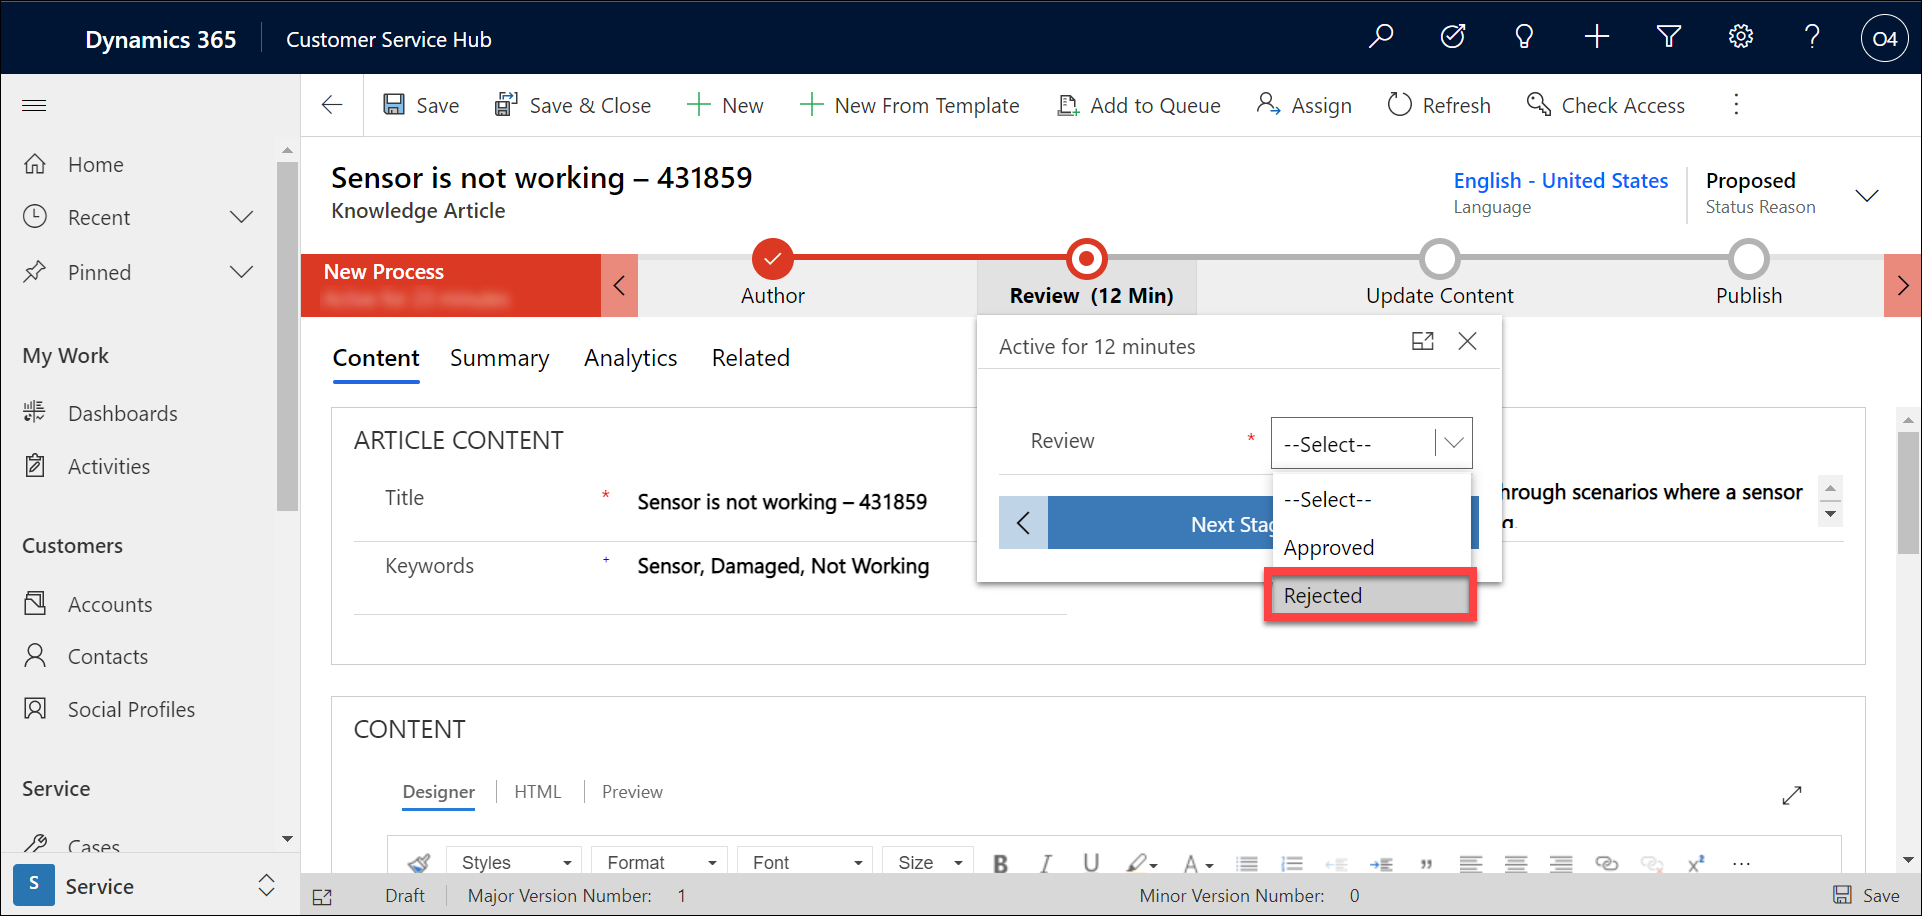 Dynamics 365
Customer Service Hub
O4
Save
Save & Close
New
New From Template
Add to Queue
Assign
Refresh
Check Access
Home
Recent
Pinned
My Work
Dashboards
Activities
Customers
Accounts
Contacts
Social Profiles
Service
Cases
S
Service
Sensor is not working – 431859
Knowledge Article
English - United States
Language
Proposed
Status Reason
New Process
Author
Review (12 Min)
Update Content
Publish
Content
Summary
Analytics
Related
Active for 12 minutes
Review *
--Select--
--Select--
Approved
Rejected
Next Stag
ARTICLE CONTENT
Title * Sensor is not working – 431859
Keywords + Sensor, Damaged, Not Working
hrough scenarios where a sensor
CONTENT
Designer
HTML
Preview
Styles
Format
Font
Size
B I U A
Draft
Major Version Number: 1
Minor Version Number: 0
Save